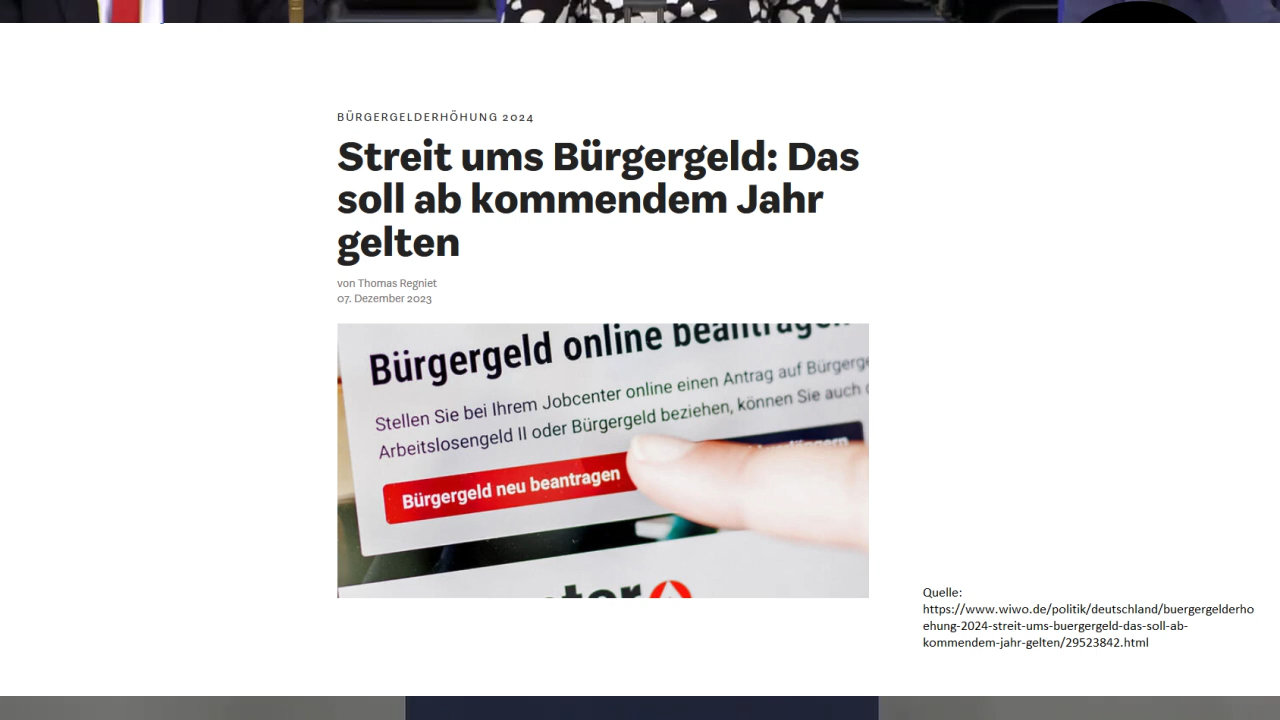 BÜRGERGELDERHÖHUNG 2024
Streit ums Bürgergeld: Das
soll ab kommendem Jahr
gelten
von Thomas Regniet
07. Dezember 2023
Bürgergeld online beantragen
Stellen Sie bei Ihrem Jobcenter online einen Antrag auf Bürgerge
Arbeitslosengeld II oder Bürgergeld beziehen, können Sie auch
Bürgergeld neu beantragen
Quelle:
https://www.wiwo.de/politik/deutschland/buergergelderho
ehung-2024-streit-ums-buergergeld-das-soll-ab-
kommendem-jahr-gelten/29523842.html